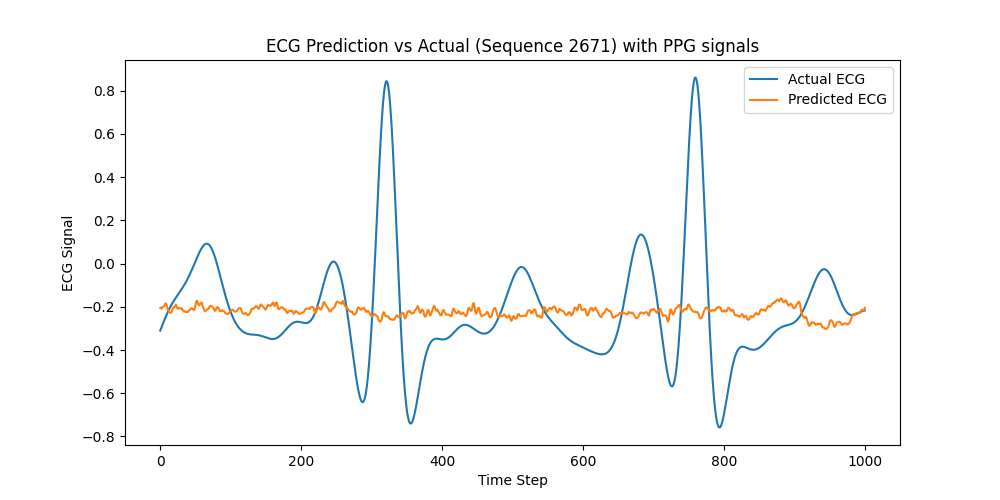 ECG Prediction vs Actual (Sequence 2671) with PPG signals
Actual ECG
Predicted ECG
ECG Signal
0.8
0.6
0.4
0.2
0.0
−0.2
−0.4
−0.6
−0.8
0 200 400 600 800 1000
Time Step